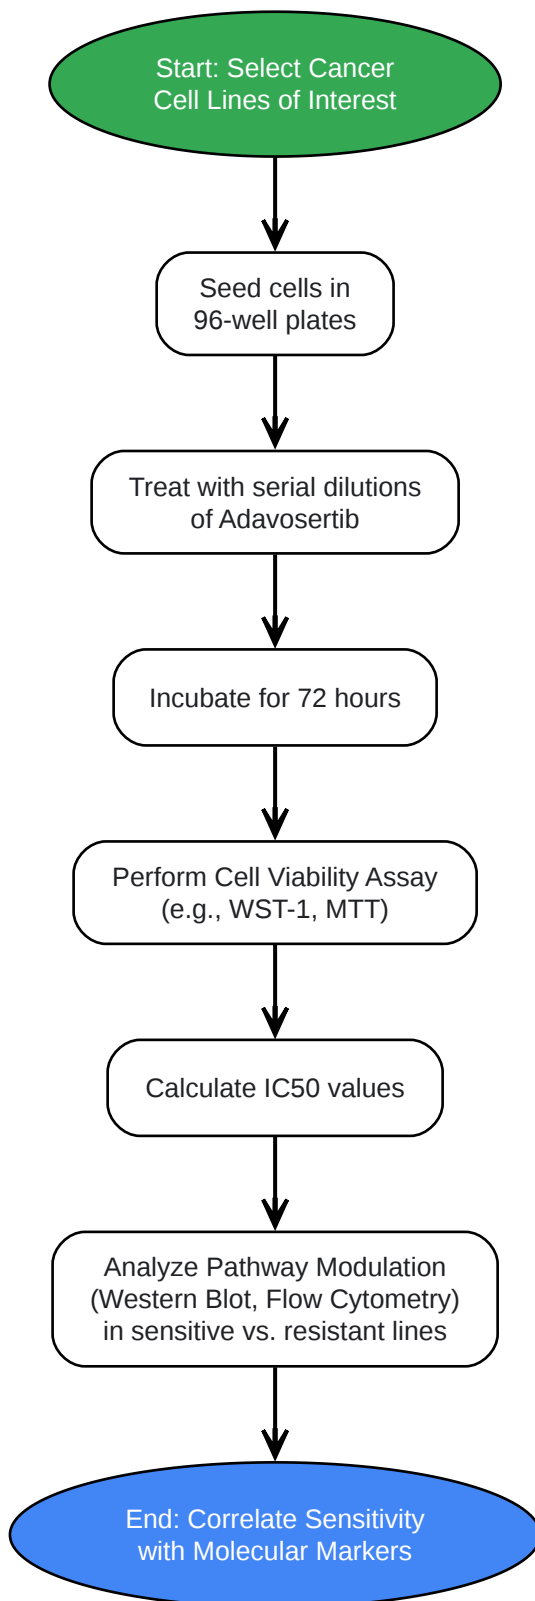 Start: Select Cancer
Cell Lines of Interest
Seed cells in
96-well plates
Treat with serial dilutions
of Adavosertib
Incubate for 72 hours
Perform Cell Viability Assay
(e.g., WST-1, MTT)
Calculate IC50 values
Analyze Pathway Modulation
(Western Blot, Flow Cytometry)
in sensitive vs. resistant lines
End: Correlate Sensitivity
with Molecular Markers